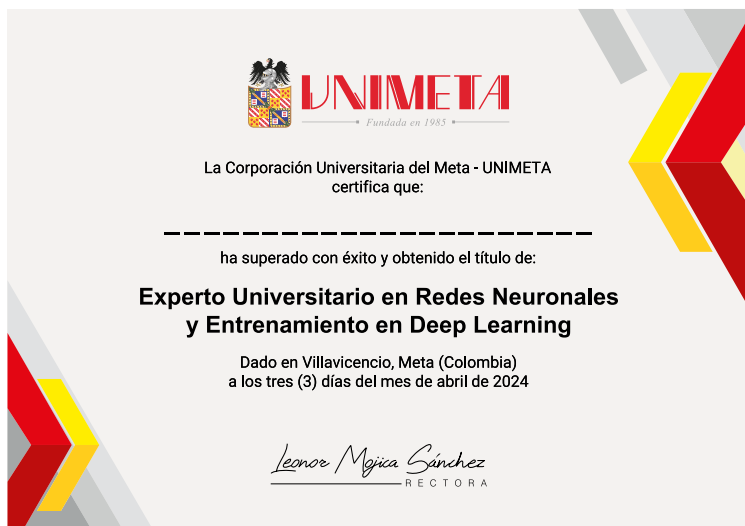 UNIMETA
Fundada en 1985
La Corporación Universitaria del Meta - UNIMETA
certifica que:
ha superado con éxito y obtenido el título de:
Experto Universitario en Redes Neuronales
y Entrenamiento en Deep Learning
Dado en Villavicencio, Meta (Colombia)
a los tres (3) días del mes de abril de 2024
Leonor Mojica Sánchez
RECTORA